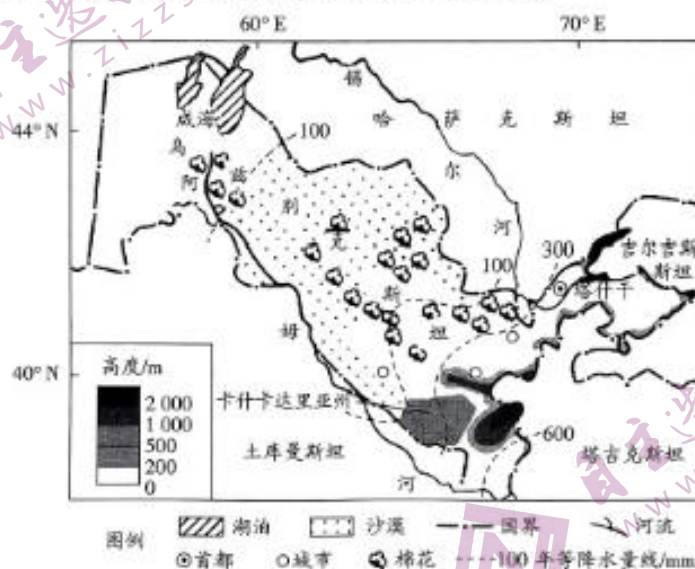 60° E
70° E
44° N
40° N
咸海
100
哈萨克斯坦
锡尔河
乌兹别克斯坦
阿姆河
300
吉尔吉斯斯坦
塔什干
100
卡什卡达里亚州
土库曼斯坦
塔吉克斯坦
600
高度/m
2 000
1 000
500
200
0
图例
湖泊
沙漠
国界
河流
首都
城市
棉花
100 年等降水量线/mm